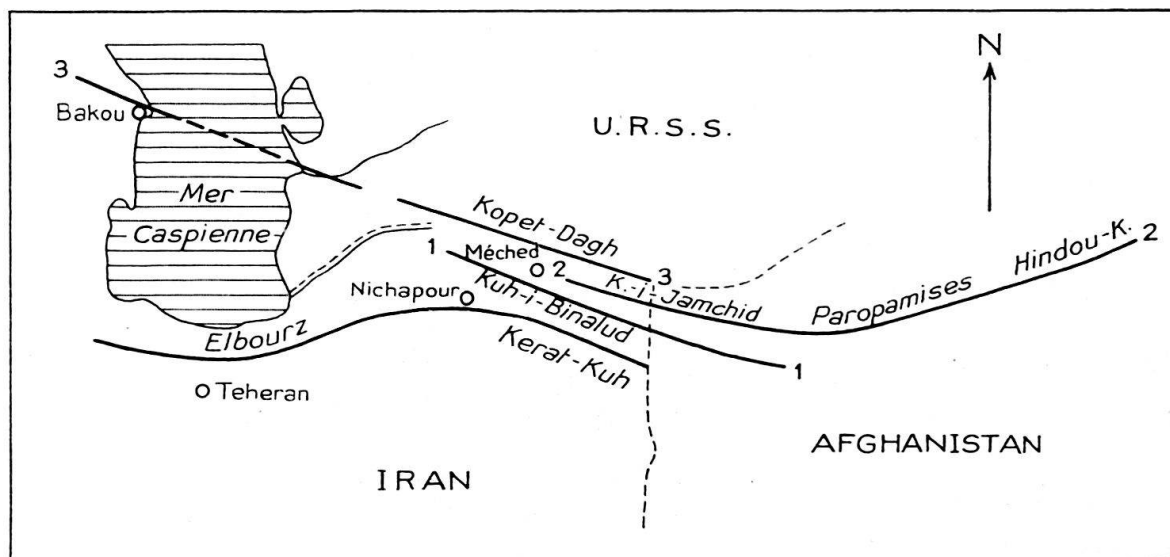 N
3
Bakou
U.R.S.S.
Mer
Caspienne
Kopet-Dagh
3
1
Méched
2
K.-i-Jamchid
Paropamises
Hindou-K.
2
Nichapour
Kuh-i-Binalud
1
Elbourz
Kerat-Kuh
Teheran
AFGHANISTAN
IRAN